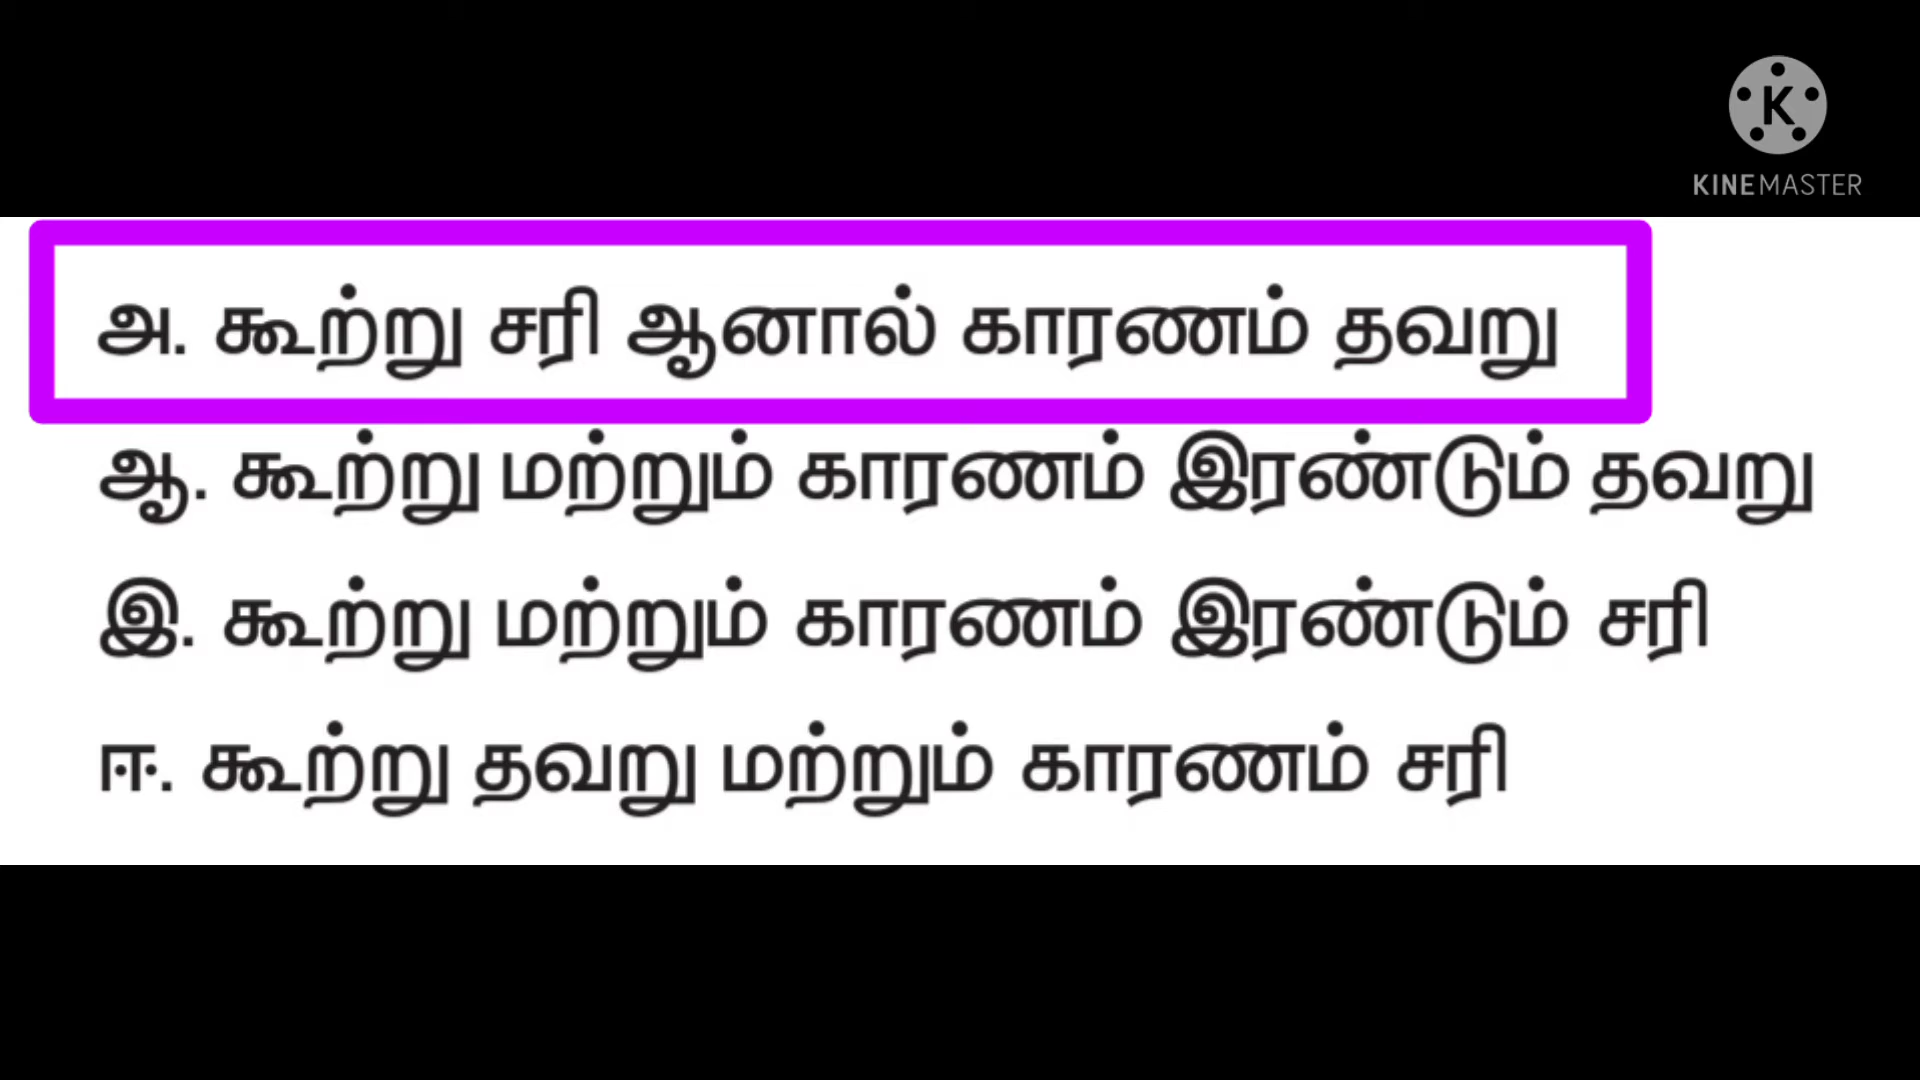 K
KINEMASTER
அ. கூற்று சரி ஆனால் காரணம் தவறு
ஆ. கூற்று மற்றும் காரணம் இரண்டும் தவறு
இ. கூற்று மற்றும் காரணம் இரண்டும் சரி
ஈ. கூற்று தவறு மற்றும் காரணம் சரி